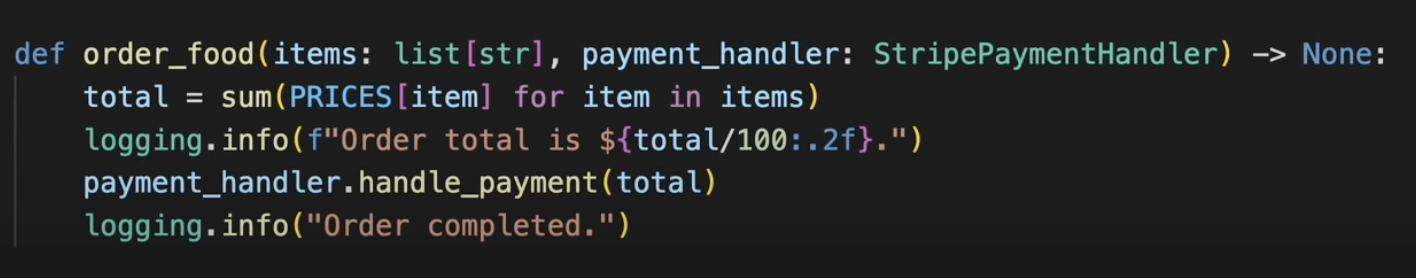 def order_food(items: list[str], payment_handler: StripePaymentHandler) -> None:
    total = sum(PRICES[item] for item in items)
    logging.info(f"Order total is ${total/100:.2f}.")
    payment_handler.handle_payment(total)
    logging.info("Order completed.")